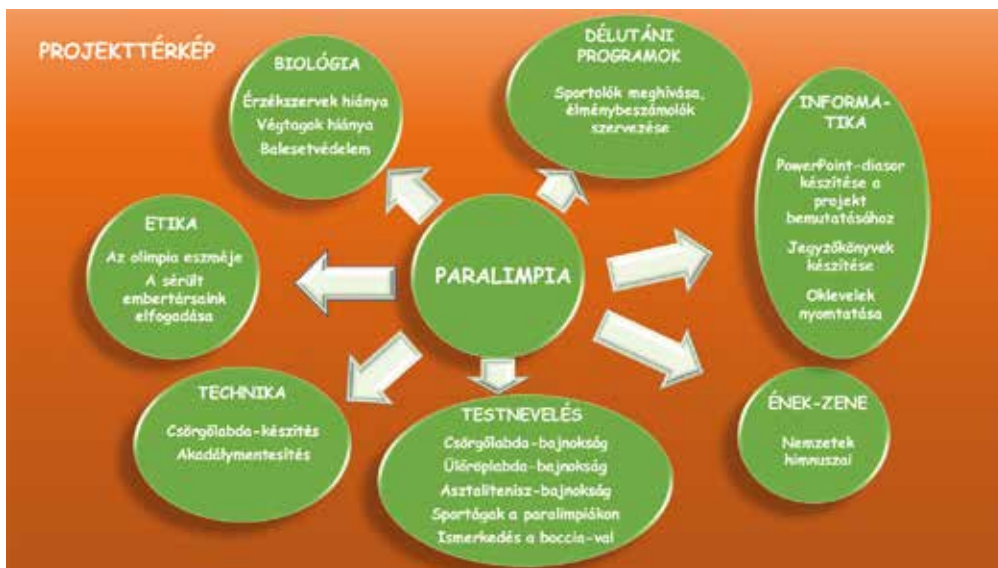 PROJEKTTÉRKÉP
BIOLÓGIA
Érzékszervek hiánya
Végtagok hiánya
Balesetvédelem
DÉLUTÁNI
PROGRAMOK
Sportolók meghívása,
élménybeszámolók
szervezése
INFORMA-
TIKA
PowerPoint-diasor
készítése a
projekt
bemutatásához
Jegyzőkönyvek
készítése
Oklevelek
nyomtatása
ETIKA
Az olimpia eszméje
A sérült
embertársaink
elfogadása
PARALIMPIA
TECHNIKA
Csörgőlabda-készítés
Akadálymentesítés
TESTNEVELÉS
Csörgőlabda-bajnokság
Ülőröplabda-bajnokság
Asztalitenisz-bajnokság
Sportágak a paralimpiákon
Ismerkedés a boccia-val
ÉNEK-ZENE
Nemzetek
himnuszai